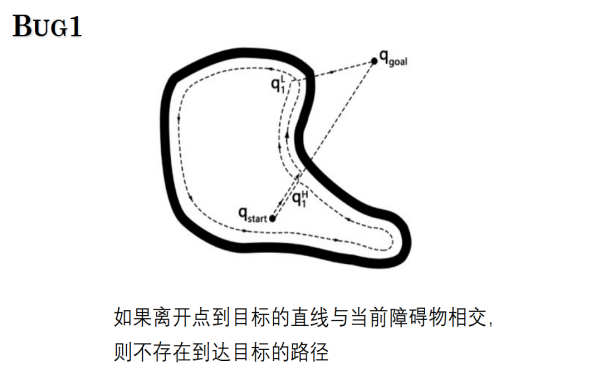 BUG1
q_goal
q_1^L
q_1^H
q_start
如果离开点到目标的直线与当前障碍物相交,
则不存在到达目标的路径